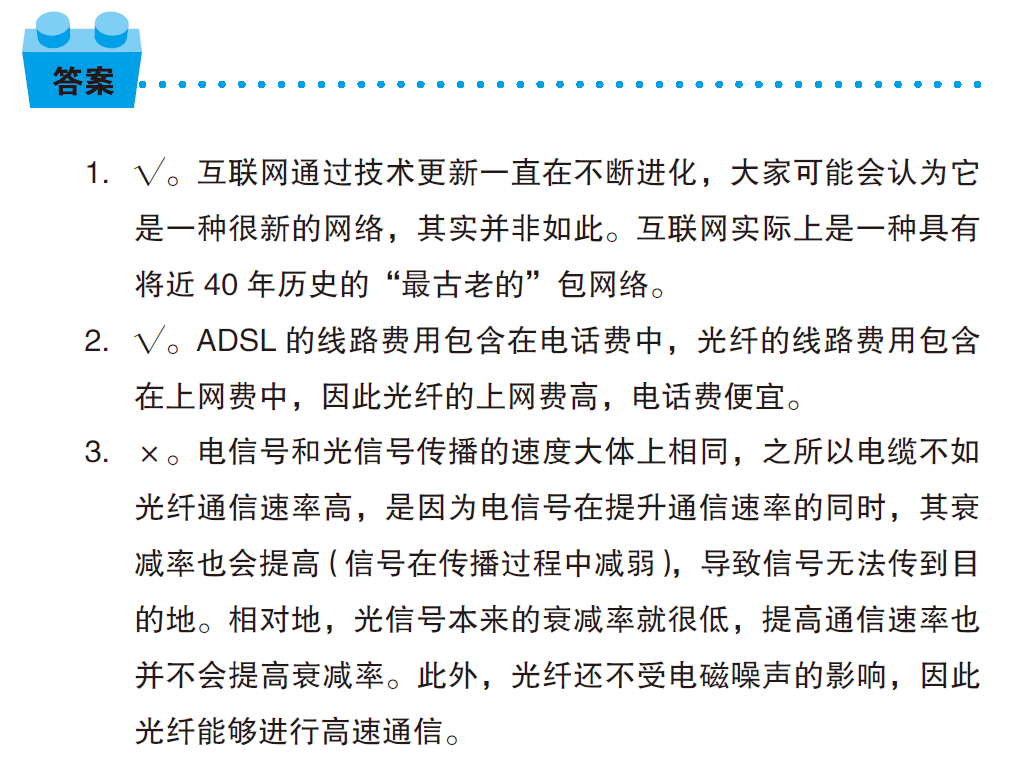 答案
1. √。互联网通过技术更新一直在不断进化，大家可能会认为它
是一种很新的网络，其实并非如此。互联网实际上是一种具有
将近 40 年历史的“最古老的”包网络。
2. √。ADSL 的线路费用包含在电话费中，光纤的线路费用包含
在上网费中，因此光纤的上网费高，电话费便宜。
3. ×。电信号和光信号传播的速度大体上相同，之所以电缆不如
光纤通信速率高，是因为电信号在提升通信速率的同时，其衰
减率也会提高（信号在传播过程中减弱），导致信号无法传到目
的地。相对地，光信号本来的衰减率就很低，提高通信速率也
并不会提高衰减率。此外，光纤还不受电磁噪声的影响，因此
光纤能够进行高速通信。